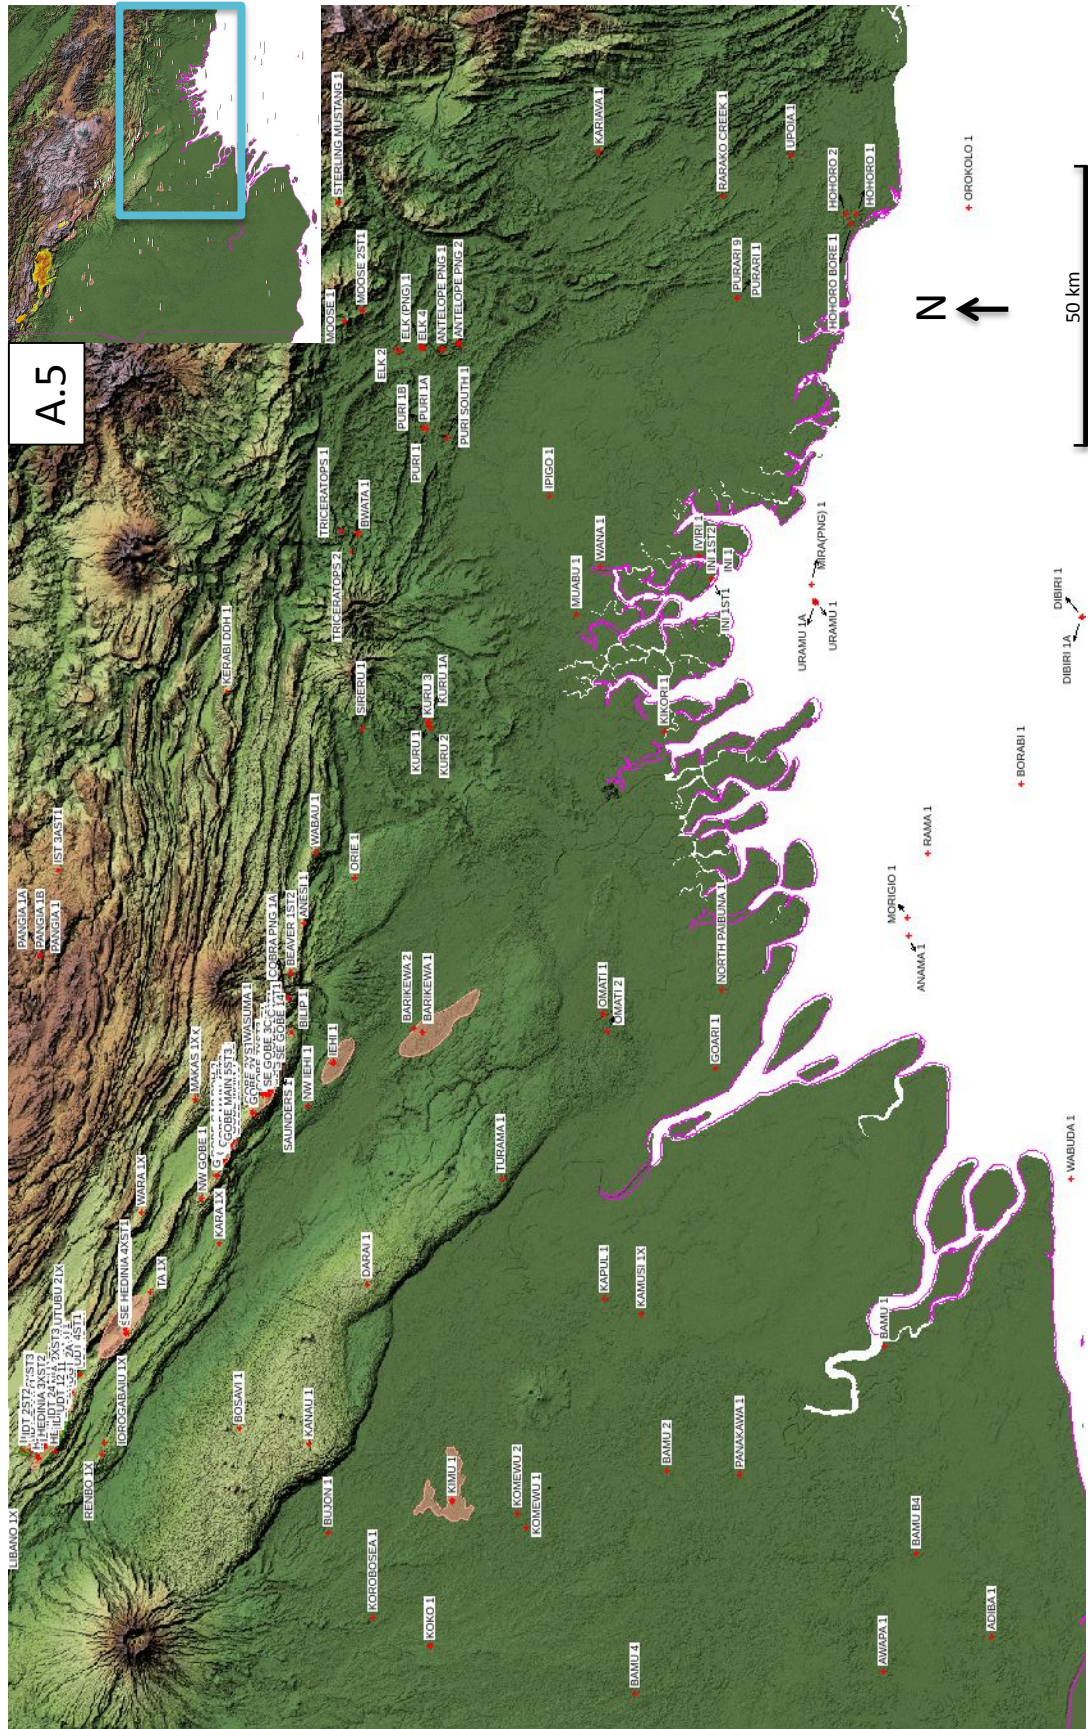 A.5
STERLING MUSTANG 1
KARIAVA 1
RARAKO CREEK 1
UPOIA 1
HOHORO 2
HOHORO 1
HOHORO BORE 1
OROKOLO 1
MOOSE 1
MOOSE 2ST1
ELK 2
ELK (PNG) 1
ELK 4
ANTELOPE PNG 1
ANTELOPE PNG 2
PURARI 9
PURARI 1
PURI 1B
PURI 1A
PURI 1
PURI SOUTH 1
N
50 km
TRICERATOPS 1
BWATA 1
TRICERATOPS 2
IPIGO 1
WANA 1
MUABU 1
IVIRI 1
INI 1ST2
INI 1
INI 1ST1
MIRA(PNG) 1
URAMU 1A
URAMU 1
DIBIRI 1
DIBIRI 1A
KERABI DDH 1
SIRERU 1
KURU 1
KURU 3
KURU 1A
KURU 2
KIKORI 1
BORABI 1
RAMA 1
MORIGIO 1
ANAMA 1
IST 3AST1
PANGIA 1A
PANGIA 1B
PANGIA 1
WABAU 1
ORIE 1
ANESI 1
COBRA PNG 1A
BEAVER 1ST2
BILIP 1
SE GOBE 14
WASUMA 1
SE GOBE 3
SAUNDERS 1
NW IEHI 1
IEHI 1
BARIKEWA 2
BARIKEWA 1
OMATI 1
OMATI 2
NORTH PAIBUNA 1
GOARI 1
WABUDA 1
MAKAS 1X
GOBE MAIN 5ST3
NW GOBE 1
KARA 1X
WARA 1X
TA 1X
SSE HEDINIA 4XST1
TURAMA 1
DARAI 1
KAPUL 1
KAMUSI 1X
BAMU 1
UDT 4ST1
IOROGABAIU 1X
RENBO 1X
LIBANO 1X
BOSAVI 1
KANAU 1
BUJON 1
KIMU 1
KOMEWU 2
KOMEWU 1
BAMU 2
PANAKAWA 1
BAMU B4
KOROBOSEA 1
KOKO 1
BAMU 4
AWAPA 1
ADIBA 1